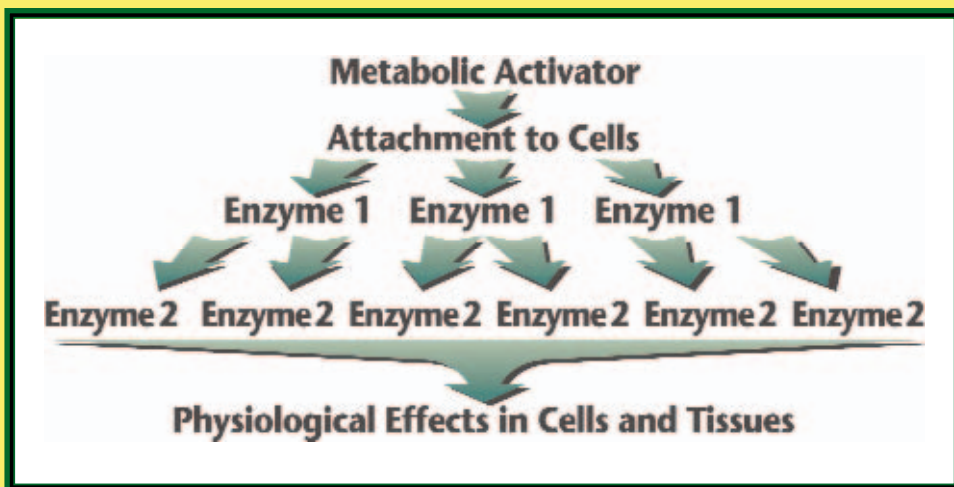 Metabolic Activator
Attachment to Cells
Enzyme 1 Enzyme 1 Enzyme 1
Enzyme 2 Enzyme 2 Enzyme 2 Enzyme 2 Enzyme 2 Enzyme 2
Physiological Effects in Cells and Tissues